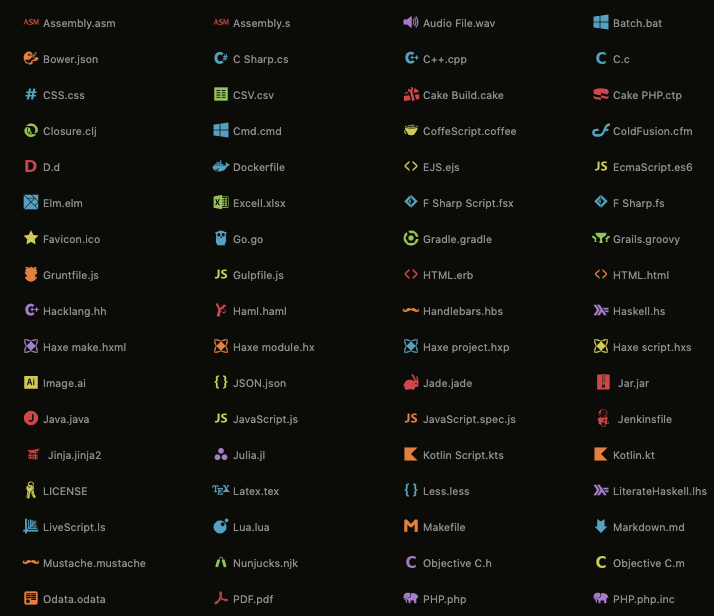 ASM Assembly.asm ASM Assembly.s Audio File.wav Batch.bat
Bower.json C# C Sharp.cs C+ C++.cpp C C.c
# CSS.css CSV.csv Cake Build.cake Cake PHP.ctp
Closure.clj Cmd.cmd CoffeScript.coffee ColdFusion.cfm
D D.d Dockerfile <> EJS.ejs JS EcmaScript.es6
Elm.elm Excell.xlsx F Sharp Script.fsx F Sharp.fs
Favicon.ico Go.go Gradle.gradle Grails.groovy
Gruntfile.js JS Gulpfile.js <> HTML.erb <> HTML.html
C+ Hacklang.hh Haml.haml Handlebars.hbs Haskell.hs
Haxe make.hxml Haxe module.hx Haxe project.hxp Haxe script.hxs
Ai Image.ai {} JSON.json Jade.jade Jar.jar
J Java.java JS JavaScript.js JS JavaScript.spec.js Jenkinsfile
Jinja.jinja2 Julia.jl Kotlin Script.kts Kotlin.kt
LICENSE TEX Latex.tex {} Less.less LiterateHaskell.lhs
LiveScript.ls Lua.lua M Makefile Markdown.md
Mustache.mustache Nunjucks.njk C Objective C.h C Objective C.m
Odata.odata PDF.pdf PHP.php PHP.php.inc